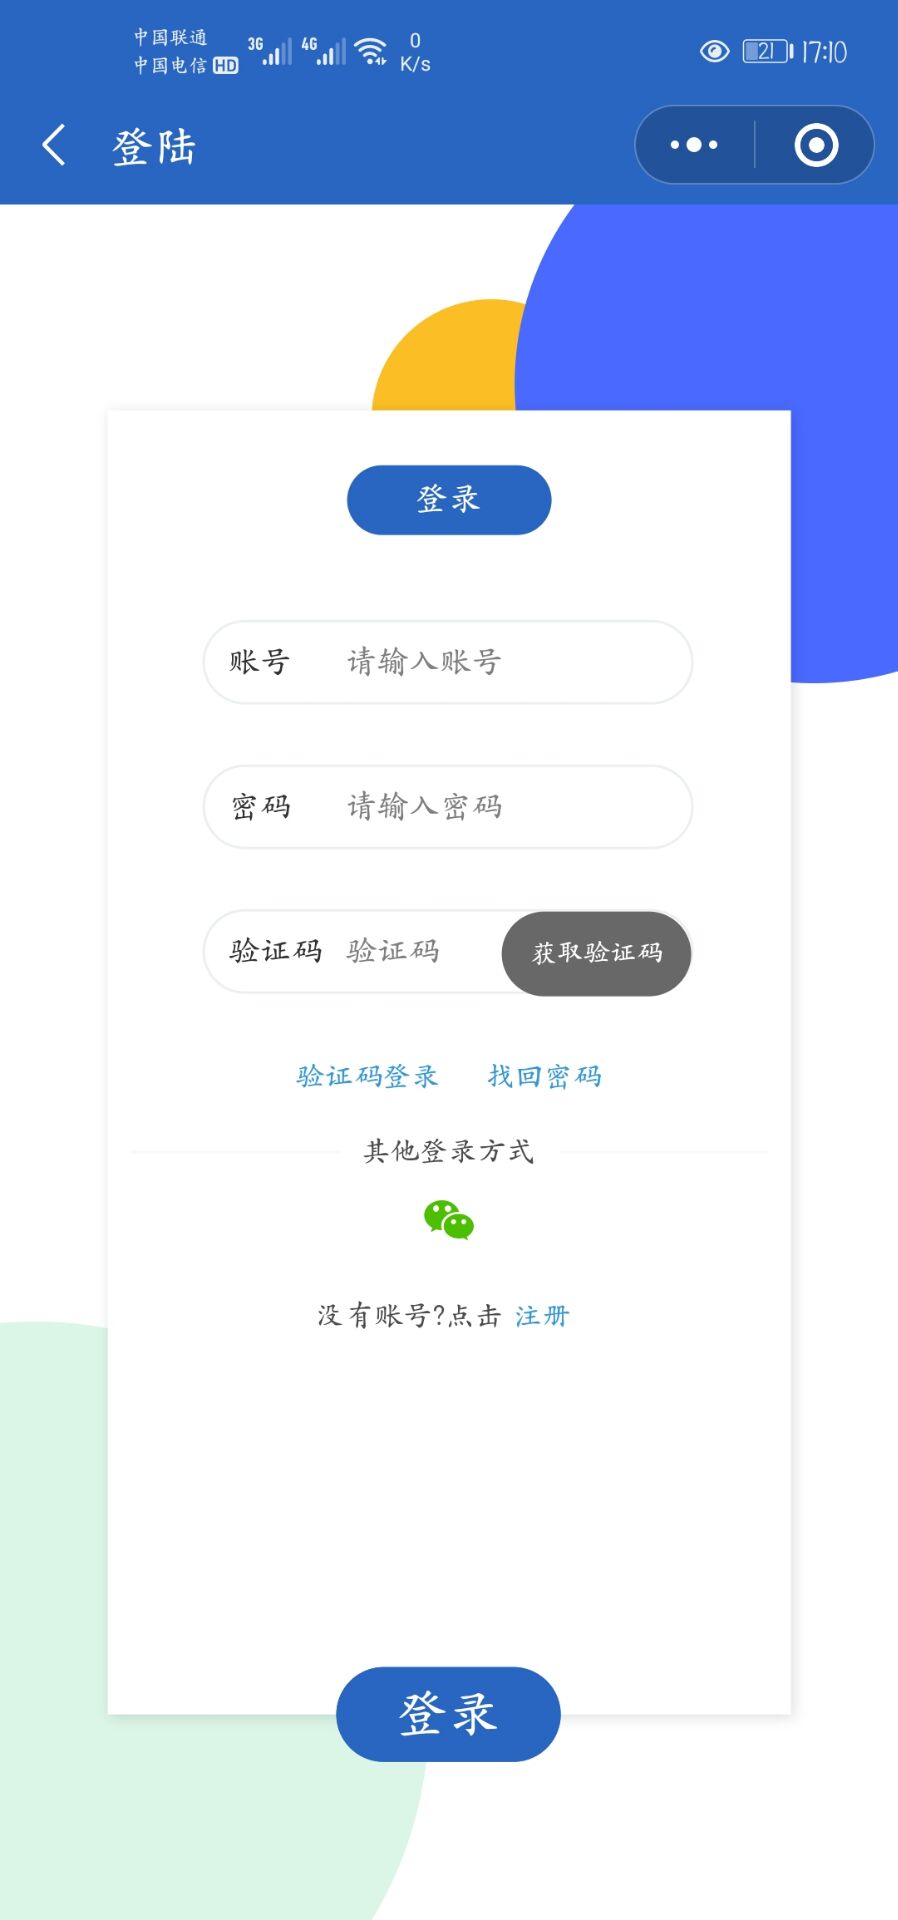 中国联通
中国电信 HD 3G 4G 0 K/s 21 17:10
登陆
登录
账号 请输入账号
密码 请输入密码
验证码 验证码 获取验证码
验证码登录 找回密码
其他登录方式
没有账号?点击 注册
登录